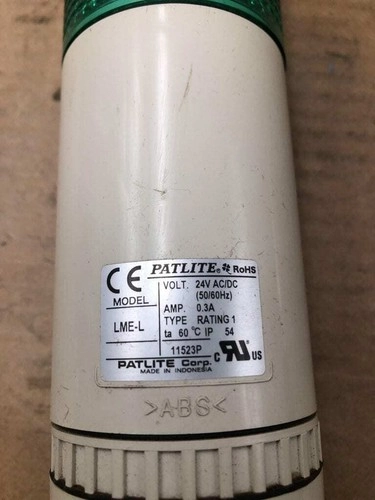 CE PATLITE® RoHS
MODEL
LME-L
VOLT. 24V AC/DC
(50/60Hz)
AMP. 0.3A
TYPE RATING 1
ta 60 ℃ IP 54
11523P
C UR US
PATLITE Corp.
MADE IN INDONESIA
>ABS<